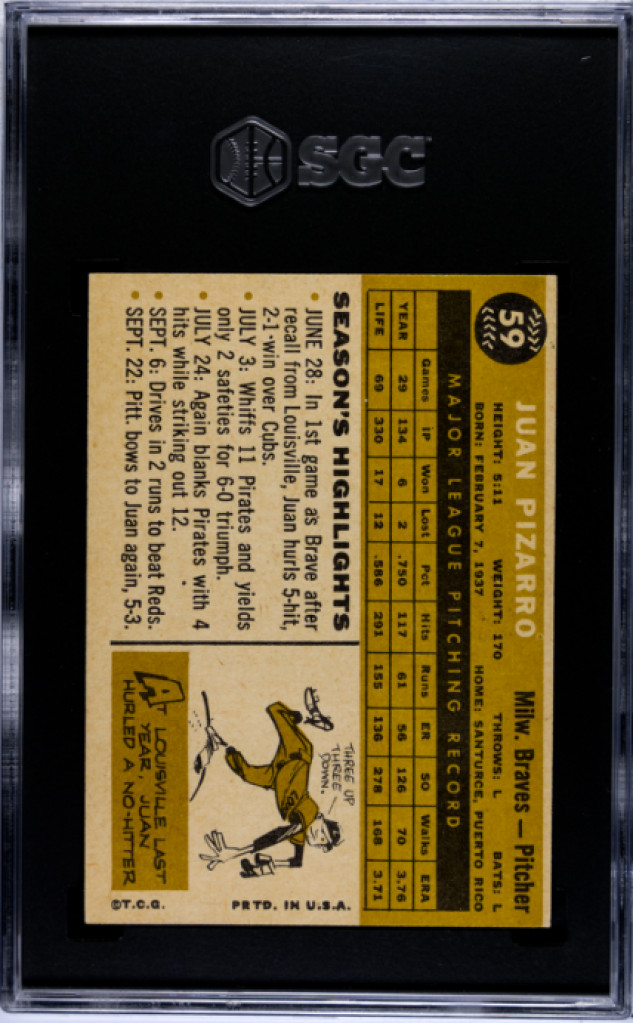 SGC
59
JUAN PIZARRO
Milw. Braves — Pitcher
HEIGHT: 5:11 WEIGHT: 170 THROWS: L BATS: L
BORN: FEBRUARY 7, 1937 HOME: SANTURCE, PUERTO RICO
MAJOR LEAGUE PITCHING RECORD
Games IP Won Lost Pct Hits Runs ER SO Walks ERA
YEAR 29 134 6 2 .750 117 61 56 126 70 3.76
LIFE 69 330 17 12 .586 291 155 136 278 168 3.71
SEASON'S HIGHLIGHTS
• JUNE 28: In 1st game as Brave after
recall from Louisville, Juan hurls 5-hit,
2-1 win over Cubs.
• JULY 3: Whiffs 11 Pirates and yields
only 2 safeties for 6-0 triumph.
• JULY 24: Again blanks Pirates with 4
hits while striking out 12.
• SEPT. 6: Drives in 2 runs to beat Reds.
• SEPT. 22: Pitt. bows to Juan again, 5-3.
THREE UP
THREE
DOWN.
AT LOUISVILLE LAST
YEAR, JUAN
HURLED A NO-HITTER
©T.C.G. PRTD. IN U.S.A.